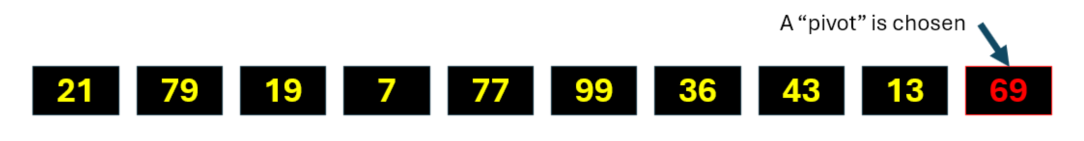 A “pivot” is chosen
21 79 19 7 77 99 36 43 13 69